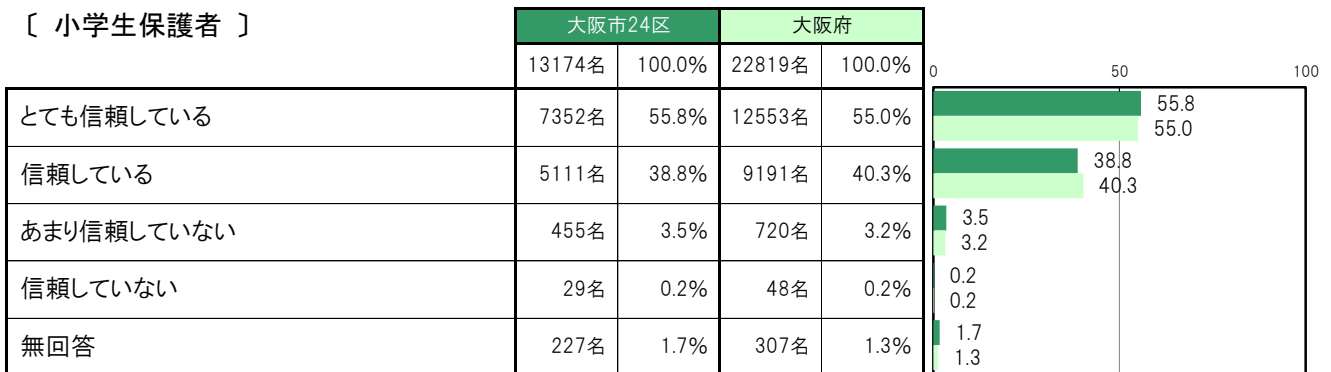 〔 小学生保護者 〕
大阪市24区 大阪府
13174名 100.0% 22819名 100.0%
0 50 100
とても信頼している 7352名 55.8% 12553名 55.0% 55.8
55.0
信頼している 5111名 38.8% 9191名 40.3% 38.8
40.3
あまり信頼していない 455名 3.5% 720名 3.2% 3.5
3.2
信頼していない 29名 0.2% 48名 0.2% 0.2
0.2
無回答 227名 1.7% 307名 1.3% 1.7
1.3